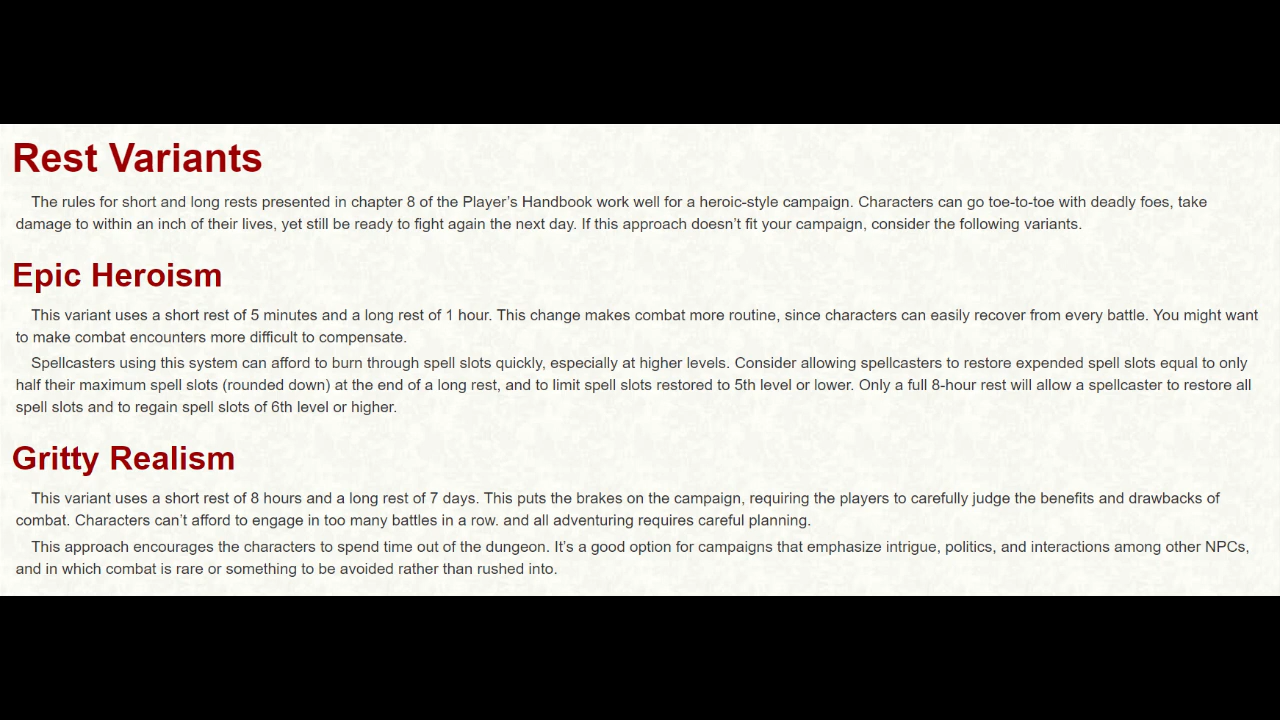 Rest Variants
The rules for short and long rests presented in chapter 8 of the Player's Handbook work well for a heroic-style campaign. Characters can go toe-to-toe with deadly foes, take
damage to within an inch of their lives, yet still be ready to fight again the next day. If this approach doesn't fit your campaign, consider the following variants.
Epic Heroism
This variant uses a short rest of 5 minutes and a long rest of 1 hour. This change makes combat more routine, since characters can easily recover from every battle. You might want
to make combat encounters more difficult to compensate.
Spellcasters using this system can afford to burn through spell slots quickly, especially at higher levels. Consider allowing spellcasters to restore expended spell slots equal to only
half their maximum spell slots (rounded down) at the end of a long rest, and to limit spell slots restored to 5th level or lower. Only a full 8-hour rest will allow a spellcaster to restore all
spell slots and to regain spell slots of 6th level or higher.
Gritty Realism
This variant uses a short rest of 8 hours and a long rest of 7 days. This puts the brakes on the campaign, requiring the players to carefully judge the benefits and drawbacks of
combat. Characters can't afford to engage in too many battles in a row. and all adventuring requires careful planning.
This approach encourages the characters to spend time out of the dungeon. It's a good option for campaigns that emphasize intrigue, politics, and interactions among other NPCs,
and in which combat is rare or something to be avoided rather than rushed into.